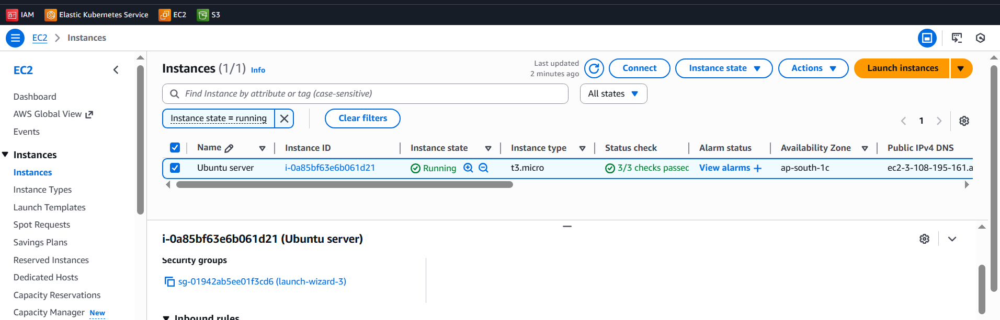 IAM Elastic Kubernetes Service EC2 S3
EC2 Instances
EC2
Dashboard
AWS Global View
Events
Instances
Instances
Instance Types
Launch Templates
Spot Requests
Savings Plans
Reserved Instances
Dedicated Hosts
Capacity Reservations
Capacity Manager New
Instances (1/1) Info
Last updated
2 minutes ago
Connect Instance state Actions Launch instances
Find Instance by attribute or tag (case-sensitive)
All states
Instance state = running
Clear filters
1
Name Instance ID Instance state Instance type Status check Alarm status Availability Zone Public IPv4 DNS
Ubuntu server i-0a85bf63e6b061d21 Running t3.micro 3/3 checks passed View alarms + ap-south-1c ec2-3-108-195-161.a
i-0a85bf63e6b061d21 (Ubuntu server)
Security groups
sg-01942ab5ee01f3cd6 (launch-wizard-3)
Inbound rules